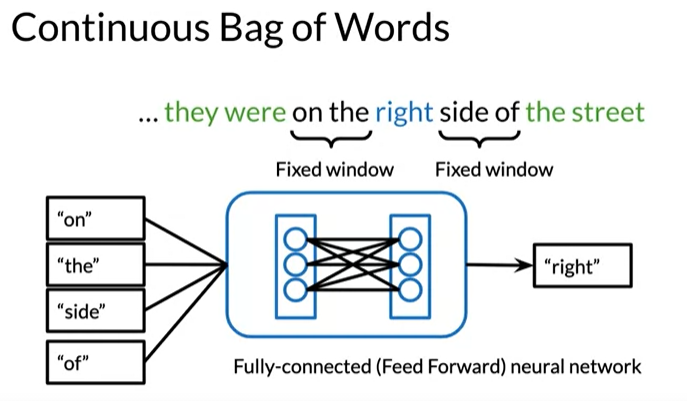 Continuous Bag of Words
... they were on the right side of the street
Fixed window Fixed window
“on”
“the”
“side”
“of”
“right”
Fully-connected (Feed Forward) neural network